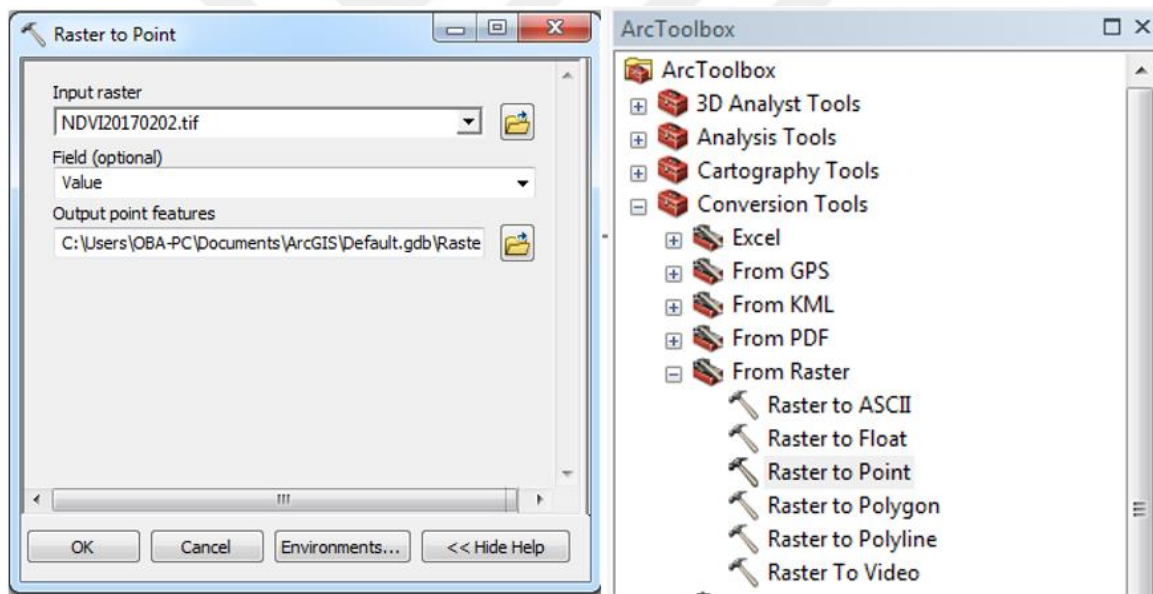 Raster to Point
Input raster
NDVI20170202.tif
Field (optional)
Value
Output point features
C:\Users\OBA-PC\Documents\ArcGIS\Default.gdb\Raste
OK
Cancel
Environments...
<< Hide Help
ArcToolbox
ArcToolbox
3D Analyst Tools
Analysis Tools
Cartography Tools
Conversion Tools
Excel
From GPS
From KML
From PDF
From Raster
Raster to ASCII
Raster to Float
Raster to Point
Raster to Polygon
Raster to Polyline
Raster To Video